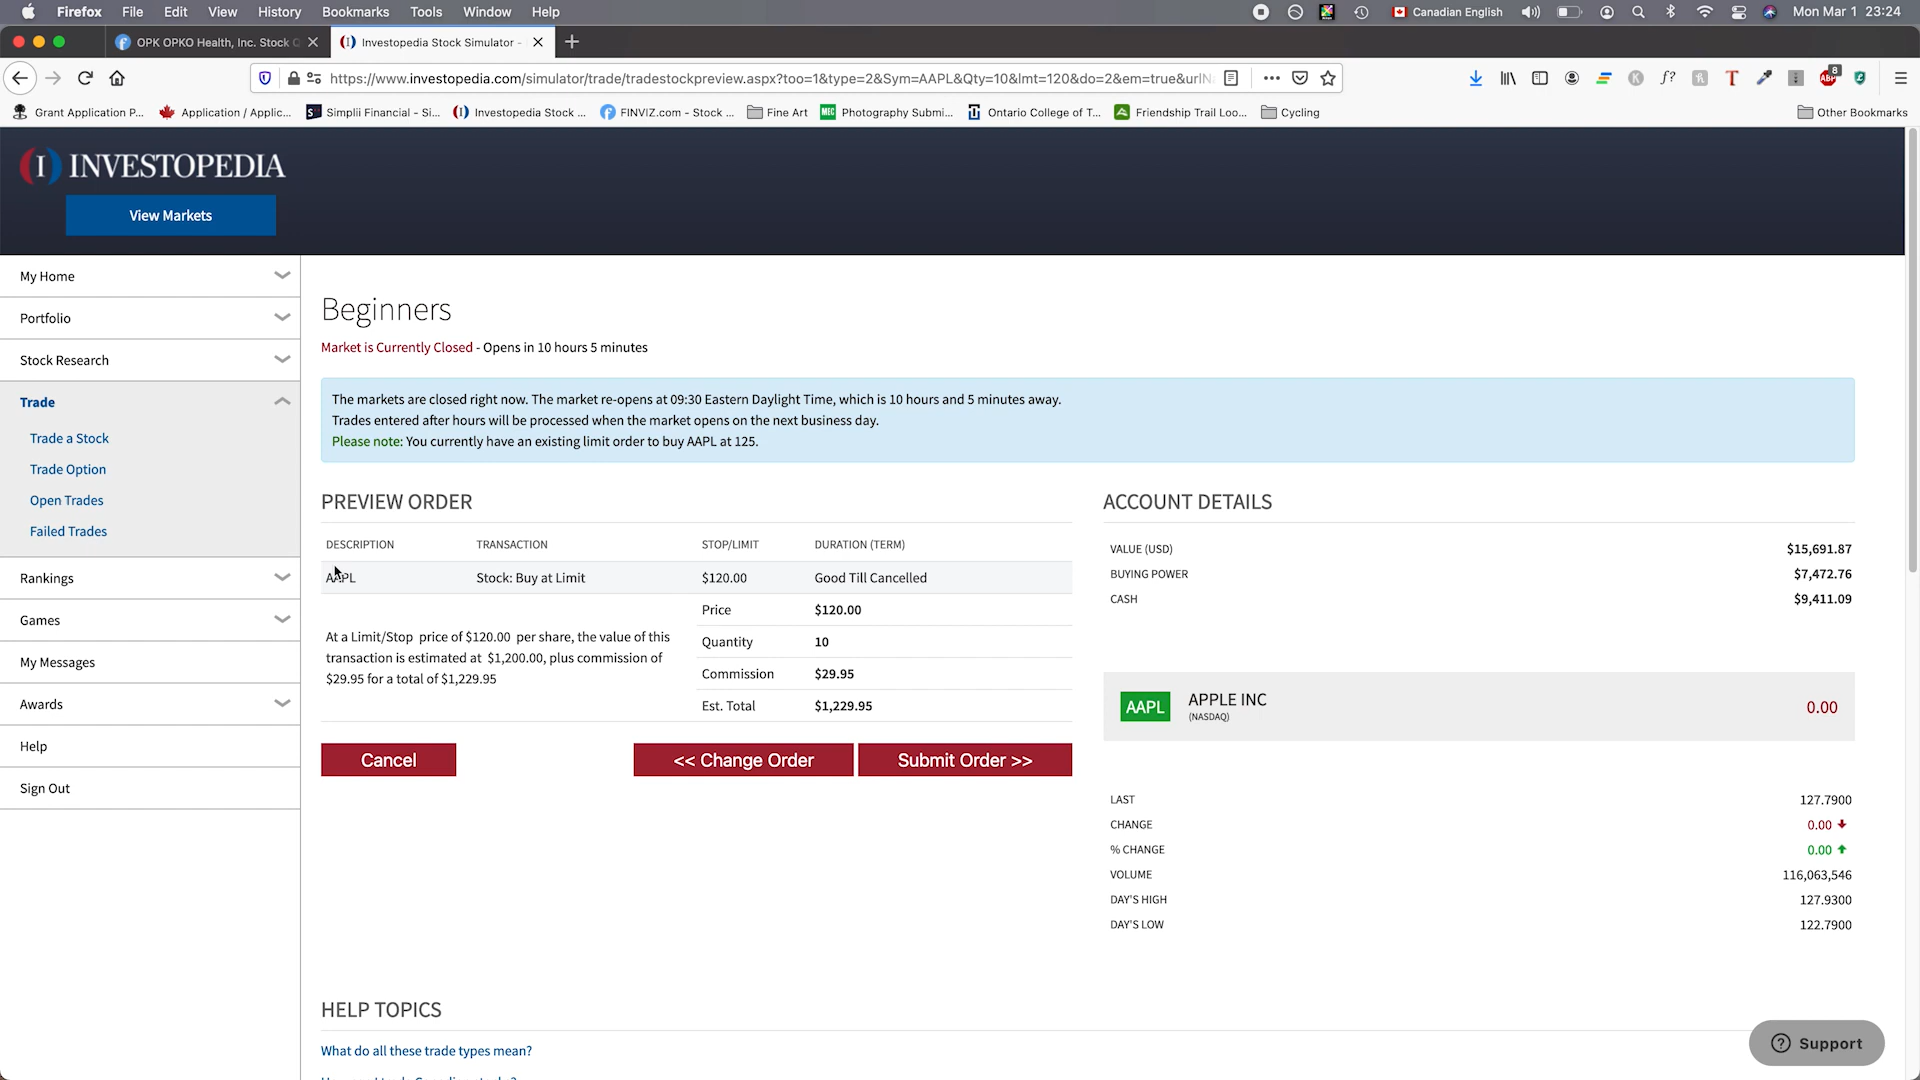 Firefox File Edit View History Bookmarks Tools Window Help Canadian English Mon Mar 1 23:24
OPK OPKO Health, Inc. Stock Q
Investopedia Stock Simulator -
https://www.investopedia.com/simulator/trade/tradestockpreview.aspx?too=1&type=2&Sym=AAPL&Qty=10&lmt=120&do=2&em=true&urlN
Grant Application P... Application / Applic... Simplii Financial - Si... Investopedia Stock ... FINVIZ.com - Stock ... Fine Art MEC Photography Submi... Ontario College of T... Friendship Trail Loo... Cycling Other Bookmarks
(I) INVESTOPEDIA
View Markets
My Home
Portfolio
Stock Research
Trade
Trade a Stock
Trade Option
Open Trades
Failed Trades
Rankings
Games
My Messages
Awards
Help
Sign Out
Beginners
Market is Currently Closed - Opens in 10 hours 5 minutes
The markets are closed right now. The market re-opens at 09:30 Eastern Daylight Time, which is 10 hours and 5 minutes away.
Trades entered after hours will be processed when the market opens on the next business day.
Please note: You currently have an existing limit order to buy AAPL at 125.
PREVIEW ORDER
DESCRIPTION TRANSACTION STOP/LIMIT DURATION (TERM)
AAPL Stock: Buy at Limit $120.00 Good Till Cancelled
At a Limit/Stop price of $120.00 per share, the value of this
transaction is estimated at $1,200.00, plus commission of
$29.95 for a total of $1,229.95
Price $120.00
Quantity 10
Commission $29.95
Est. Total $1,229.95
Cancel
<< Change Order
Submit Order >>
ACCOUNT DETAILS
VALUE (USD) $15,691.87
BUYING POWER $7,472.76
CASH $9,411.09
AAPL APPLE INC 0.00
(NASDAQ)
LAST 127.7900
CHANGE 0.00
% CHANGE 0.00
VOLUME 116,063,546
DAY'S HIGH 127.9300
DAY'S LOW 122.7900
HELP TOPICS
What do all these trade types mean?
Support